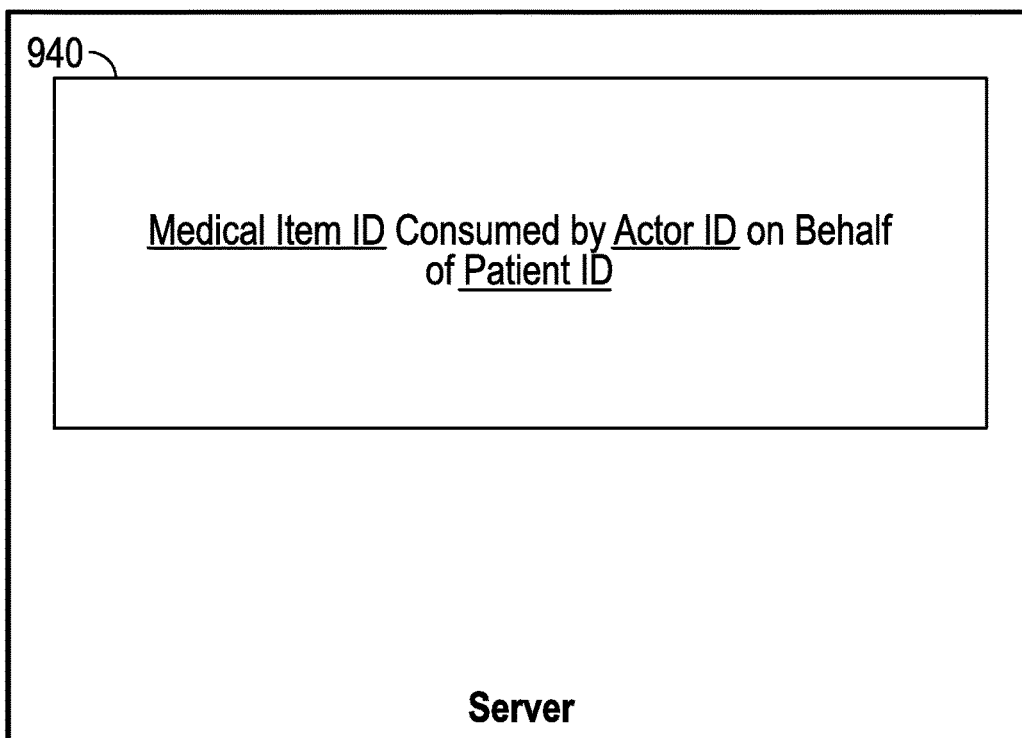 940
Medical Item ID Consumed by Actor ID on Behalf
of Patient ID
Server